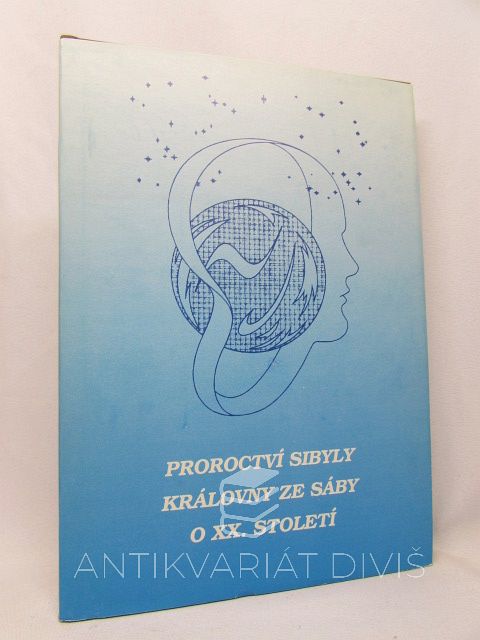 PROROCTVÍ SIBYLY
KRÁLOVNY ZE SÁBY
O XX. STOLETÍ
ANTIKVARIÁT DIVIŠ